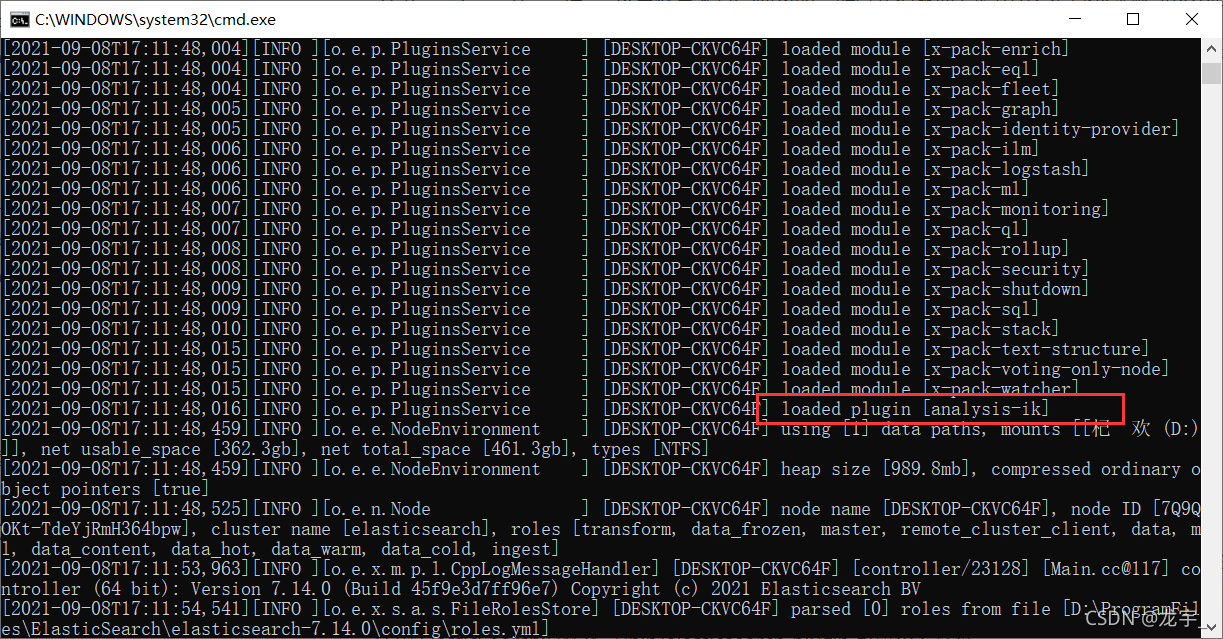 C:\WINDOWS\system32\cmd.exe
[2021-09-08T17:11:48,004][INFO ][o.e.p.PluginsService     ] [DESKTOP-CKVC64F] loaded module [x-pack-enrich]
[2021-09-08T17:11:48,004][INFO ][o.e.p.PluginsService     ] [DESKTOP-CKVC64F] loaded module [x-pack-eql]
[2021-09-08T17:11:48,004][INFO ][o.e.p.PluginsService     ] [DESKTOP-CKVC64F] loaded module [x-pack-fleet]
[2021-09-08T17:11:48,005][INFO ][o.e.p.PluginsService     ] [DESKTOP-CKVC64F] loaded module [x-pack-graph]
[2021-09-08T17:11:48,005][INFO ][o.e.p.PluginsService     ] [DESKTOP-CKVC64F] loaded module [x-pack-identity-provider]
[2021-09-08T17:11:48,006][INFO ][o.e.p.PluginsService     ] [DESKTOP-CKVC64F] loaded module [x-pack-ilm]
[2021-09-08T17:11:48,006][INFO ][o.e.p.PluginsService     ] [DESKTOP-CKVC64F] loaded module [x-pack-logstash]
[2021-09-08T17:11:48,006][INFO ][o.e.p.PluginsService     ] [DESKTOP-CKVC64F] loaded module [x-pack-ml]
[2021-09-08T17:11:48,007][INFO ][o.e.p.PluginsService     ] [DESKTOP-CKVC64F] loaded module [x-pack-monitoring]
[2021-09-08T17:11:48,007][INFO ][o.e.p.PluginsService     ] [DESKTOP-CKVC64F] loaded module [x-pack-ql]
[2021-09-08T17:11:48,008][INFO ][o.e.p.PluginsService     ] [DESKTOP-CKVC64F] loaded module [x-pack-rollup]
[2021-09-08T17:11:48,008][INFO ][o.e.p.PluginsService     ] [DESKTOP-CKVC64F] loaded module [x-pack-security]
[2021-09-08T17:11:48,009][INFO ][o.e.p.PluginsService     ] [DESKTOP-CKVC64F] loaded module [x-pack-shutdown]
[2021-09-08T17:11:48,009][INFO ][o.e.p.PluginsService     ] [DESKTOP-CKVC64F] loaded module [x-pack-sql]
[2021-09-08T17:11:48,010][INFO ][o.e.p.PluginsService     ] [DESKTOP-CKVC64F] loaded module [x-pack-stack]
[2021-09-08T17:11:48,015][INFO ][o.e.p.PluginsService     ] [DESKTOP-CKVC64F] loaded module [x-pack-text-structure]
[2021-09-08T17:11:48,015][INFO ][o.e.p.PluginsService     ] [DESKTOP-CKVC64F] loaded module [x-pack-voting-only-node]
[2021-09-08T17:11:48,015][INFO ][o.e.p.PluginsService     ] [DESKTOP-CKVC64F] loaded module [x-pack-watcher]
[2021-09-08T17:11:48,016][INFO ][o.e.p.PluginsService     ] [DESKTOP-CKVC64F] loaded plugin [analysis-ik]
[2021-09-08T17:11:48,459][INFO ][o.e.e.NodeEnvironment    ] [DESKTOP-CKVC64F] using [1] data paths, mounts [[杞 欢 (D:)
]], net usable_space [362.3gb], net total_space [461.3gb], types [NTFS]
[2021-09-08T17:11:48,459][INFO ][o.e.e.NodeEnvironment    ] [DESKTOP-CKVC64F] heap size [989.8mb], compressed ordinary o
bject pointers [true]
[2021-09-08T17:11:48,525][INFO ][o.e.n.Node               ] [DESKTOP-CKVC64F] node name [DESKTOP-CKVC64F], node ID [7Q9Q
OKt-TdeYjRmH364bpw], cluster name [elasticsearch], roles [transform, data_frozen, master, remote_cluster_client, data, m
l, data_content, data_hot, data_warm, data_cold, ingest]
[2021-09-08T17:11:53,963][INFO ][o.e.x.m.p.l.CppLogMessageHandler] [DESKTOP-CKVC64F] [controller/23128] [Main.cc@117] co
ntroller (64 bit): Version 7.14.0 (Build 45f9e3d7ff96e7) Copyright (c) 2021 Elasticsearch BV
[2021-09-08T17:11:54,541][INFO ][o.e.x.s.a.s.FileRolesStore] [DESKTOP-CKVC64F] parsed [0] roles from file [D:\ProgramFil
es\ElasticSearch\elasticsearch-7.14.0\config\roles.yml]
CSDN @龙宇_